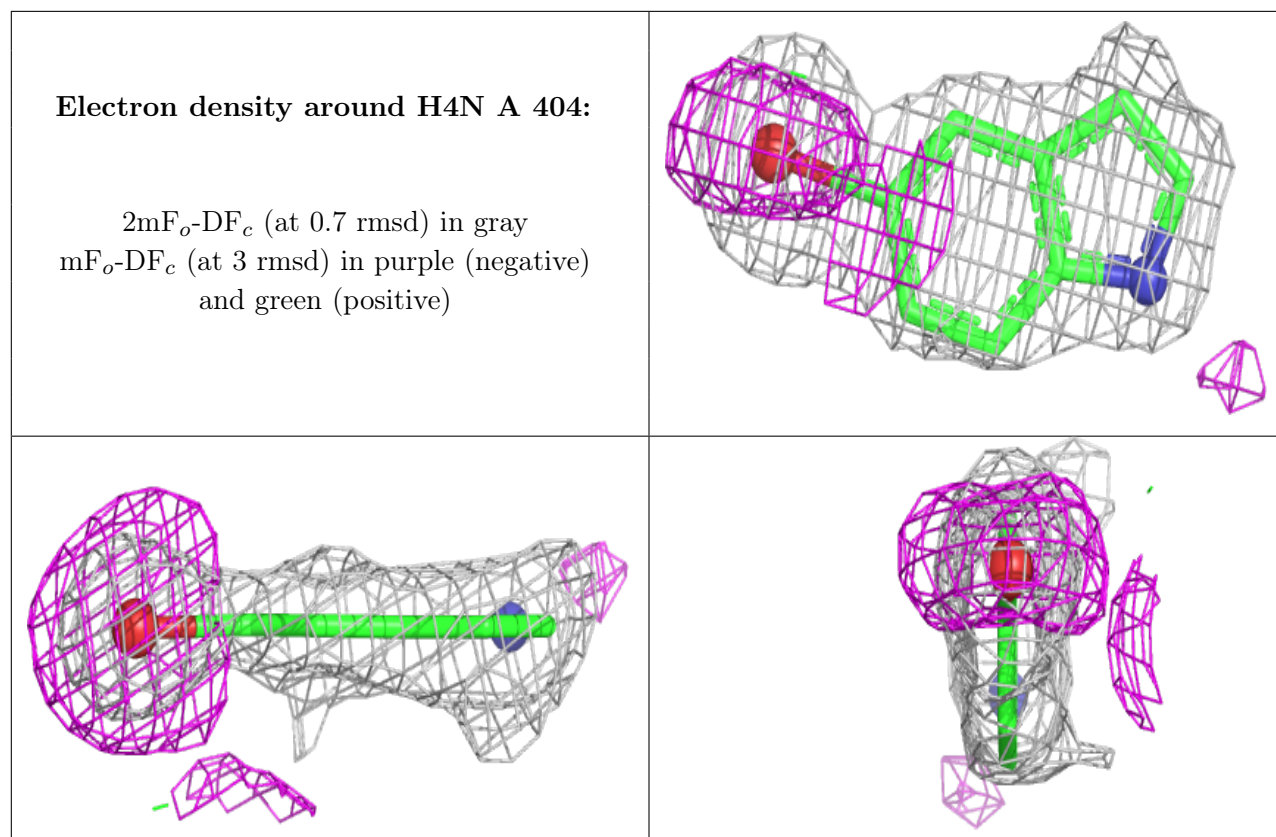 Electron density around H4N A 404:
2mFo-DFc (at 0.7 rmsd) in gray
mFo-DFc (at 3 rmsd) in purple (negative)
and green (positive)